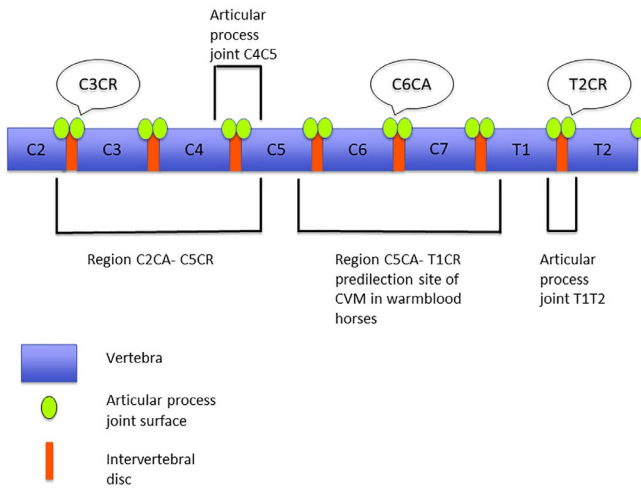 Articular
process
joint C4C5
C3CR
C6CA
T2CR
C2
C3
C4
C5
C6
C7
T1
T2
Region C2CA- C5CR
Region C5CA- T1CR
predilection site of
CVM in warmblood
horses
Articular
process
joint T1T2
Vertebra
Articular process
joint surface
Intervertebral
disc